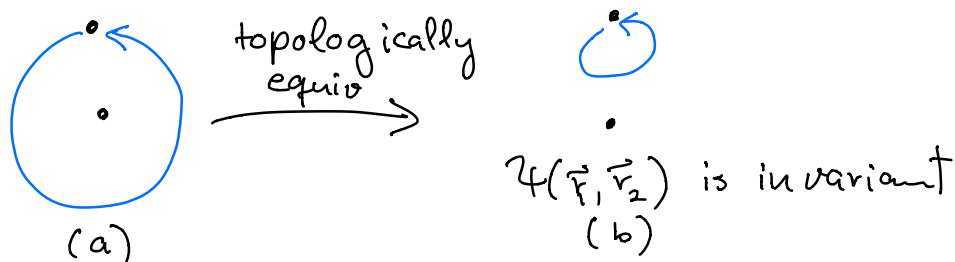 topologically
equiv
Ψ(r⃗₁, r⃗₂) is invariant
(a)
(b)